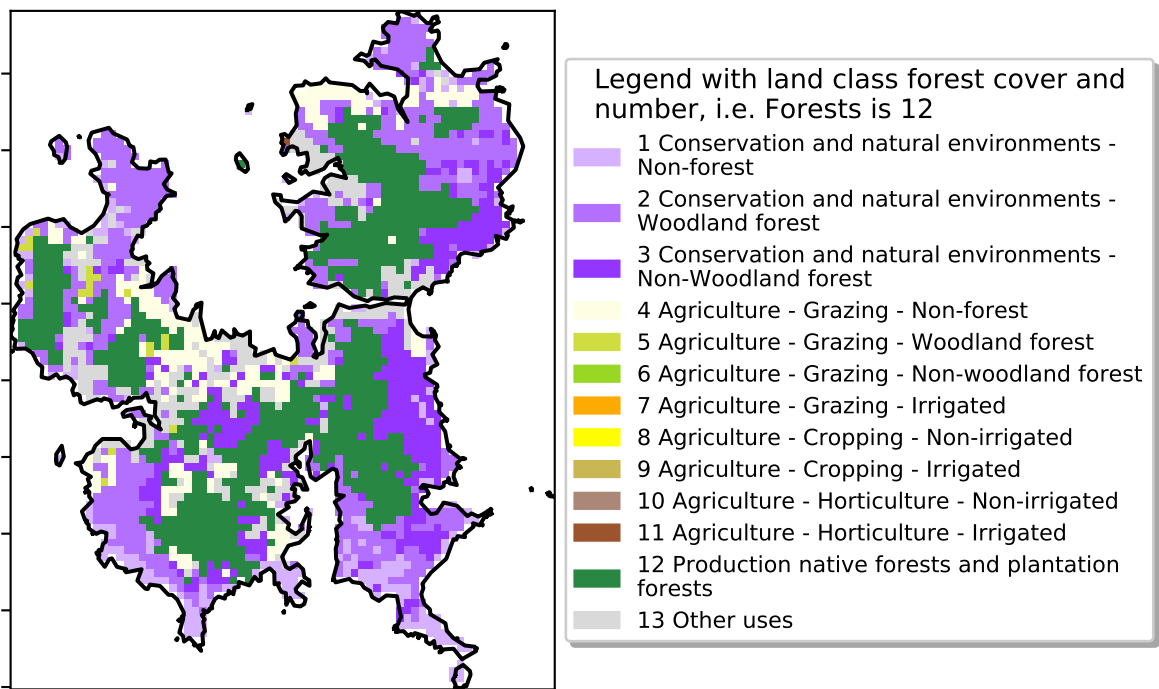 Legend with land class forest cover and
number, i.e. Forests is 12
1 Conservation and natural environments -
Non-forest
2 Conservation and natural environments -
Woodland forest
3 Conservation and natural environments -
Non-Woodland forest
4 Agriculture - Grazing - Non-forest
5 Agriculture - Grazing - Woodland forest
6 Agriculture - Grazing - Non-woodland forest
7 Agriculture - Grazing - Irrigated
8 Agriculture - Cropping - Non-irrigated
9 Agriculture - Cropping - Irrigated
10 Agriculture - Horticulture - Non-irrigated
11 Agriculture - Horticulture - Irrigated
12 Production native forests and plantation
forests
13 Other uses